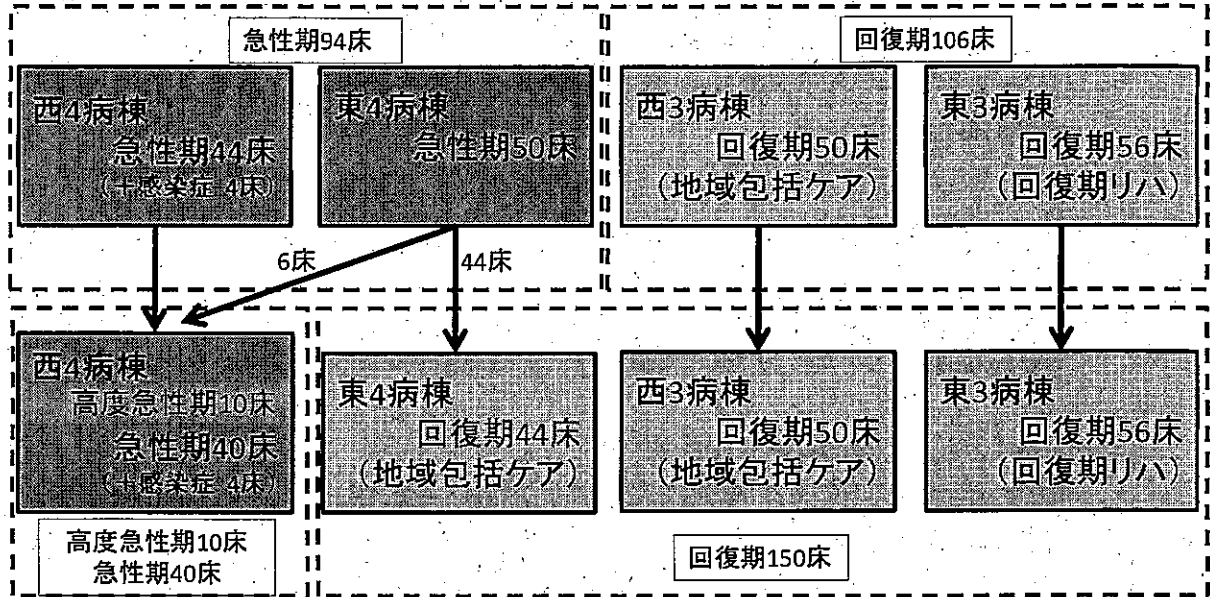 急性期94床
回復期106床
西4病棟
急性期44床
(+感染症 4床)
東4病棟
急性期50床
西3病棟
回復期50床
(地域包括ケア)
東3病棟
回復期56床
(回復期リハ)
6床
44床
西4病棟
高度急性期10床
急性期40床
(+感染症 4床)
東4病棟
回復期44床
(地域包括ケア)
西3病棟
回復期50床
(地域包括ケア)
東3病棟
回復期56床
(回復期リハ)
高度急性期10床
急性期40床
回復期150床